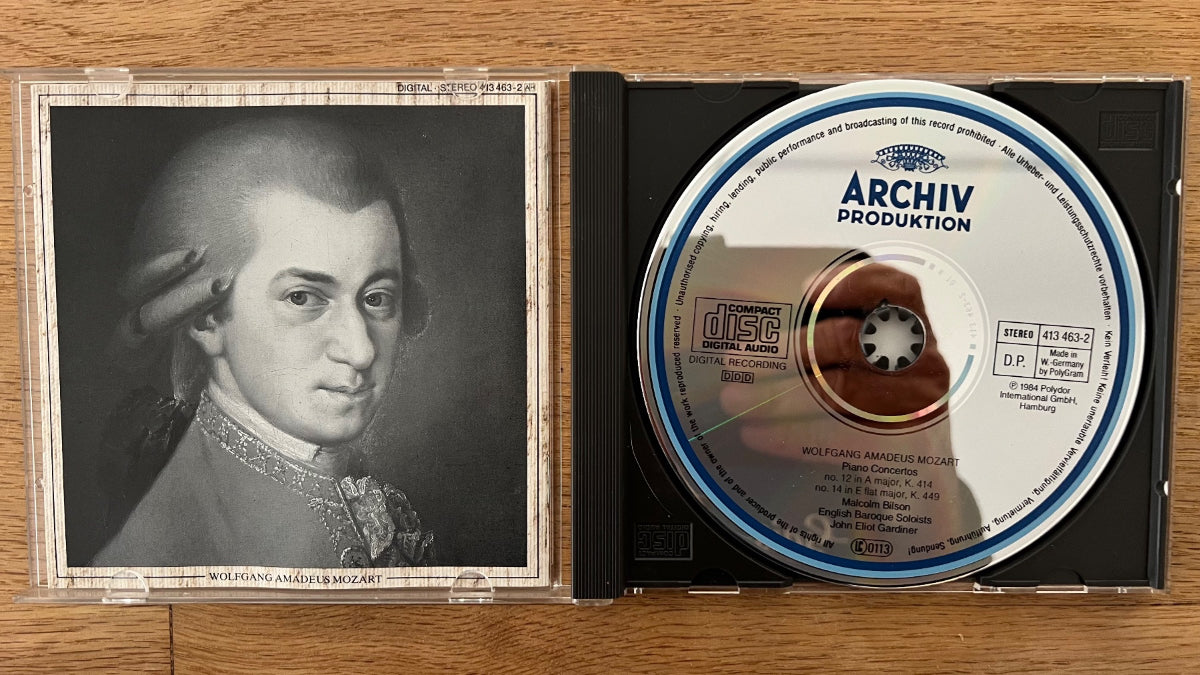 DIGITAL · STEREO 413 463-2 AH
WOLFGANG AMADEUS MOZART
Unauthorised copying, hiring, lending, public performance and broadcasting of this record prohibited · Alle Urheber- und Leistungsschutzrechte vorbehalten · Kein Verleih! Keine unerlaubte Vervielfältigung, Vermietung, Aufführung, Sendung!
All rights of the producer and of the owner of the work reproduced reserved ·
ARCHIV
PRODUKTION
COMPACT
disc
DIGITAL AUDIO
DIGITAL RECORDING
DDD
STEREO 413 463-2
D.P.
Made in
W.-Germany
by PolyGram
℗ 1984 Polydor
International GmbH,
Hamburg
WOLFGANG AMADEUS MOZART
Piano Concertos
no. 12 in A major, K. 414
no. 14 in E flat major, K. 449
Malcolm Bilson
English Baroque Soloists
John Eliot Gardiner
LC 0113
COMPACT
disc
DIGITAL AUDIO